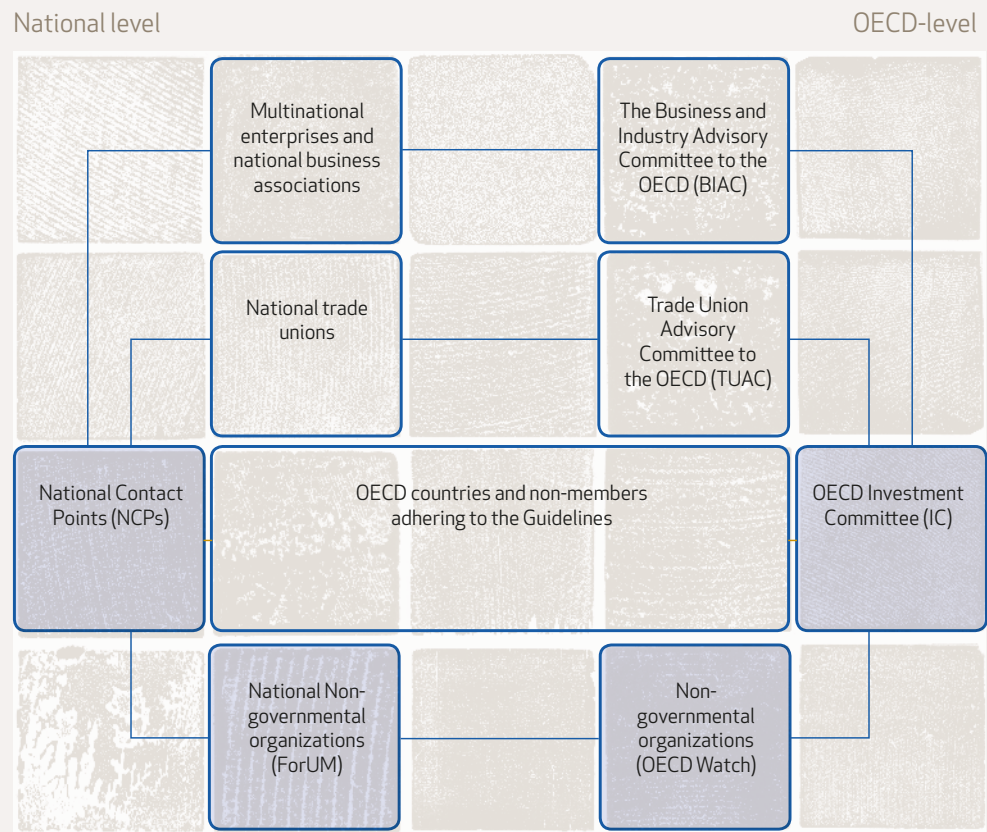 National level
OECD-level
Multinational
enterprises and
national business
associations
The Business and
Industry Advisory
Committee to the
OECD (BIAC)
National trade
unions
Trade Union
Advisory
Committee to
the OECD (TUAC)
National Contact
Points (NCPs)
OECD countries and non-members
adhering to the Guidelines
OECD Investment
Committee (IC)
National Non-
governmental
organizations
(ForUM)
Non-
governmental
organizations
(OECD Watch)